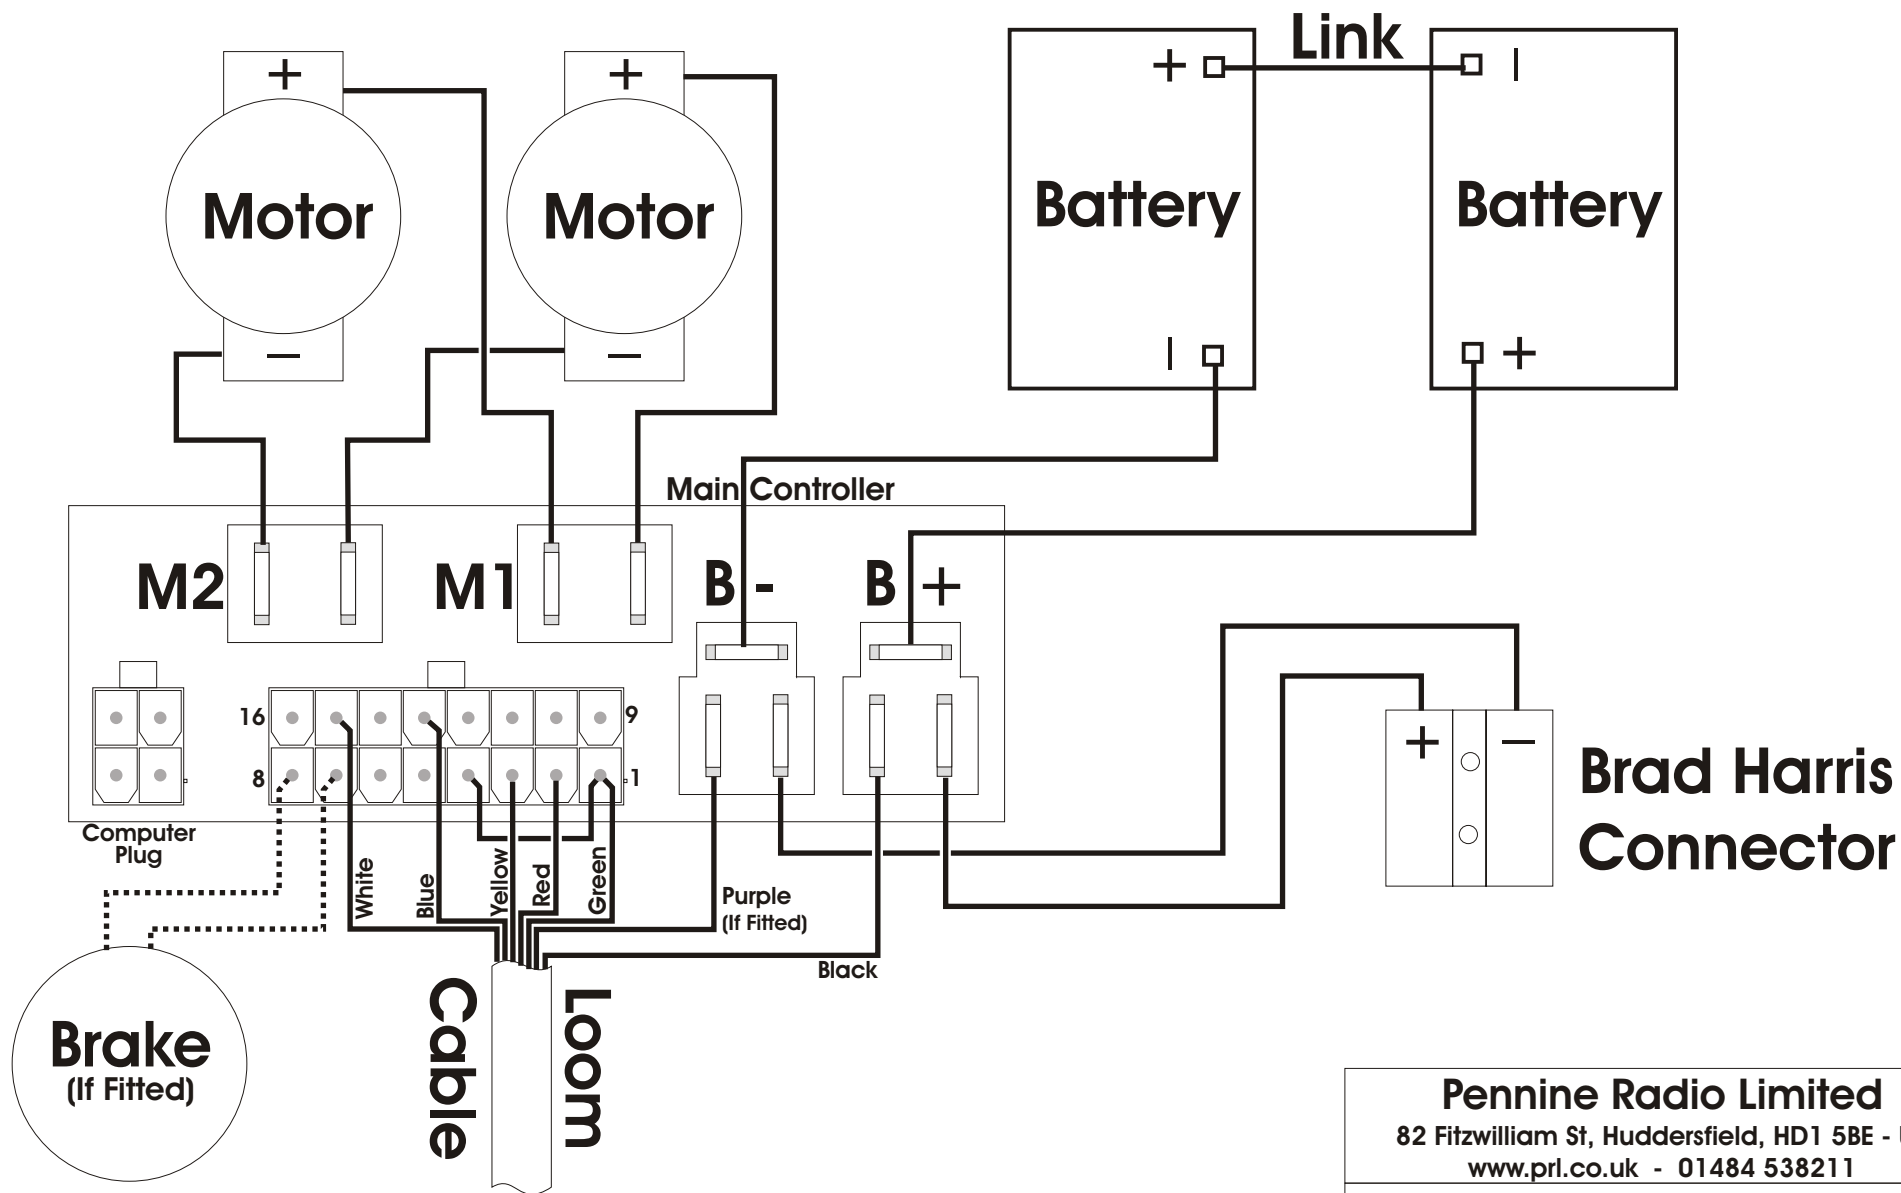 Link
+
+
+
|
Motor
Motor
Battery
Battery
—
—
|
+
Main Controller
M2
M1
B -
B +
16
9
8
1
+
—
Brad Harris
Connector
Computer
Plug
White
Blue
Yellow
Red
Green
Purple
(If Fitted)
Black
Cable
Loom
Brake
(If Fitted)
Pennine Radio Limited
82 Fitzwilliam St, Huddersfield, HD1 5BE -
www.prl.co.uk - 01484 538211